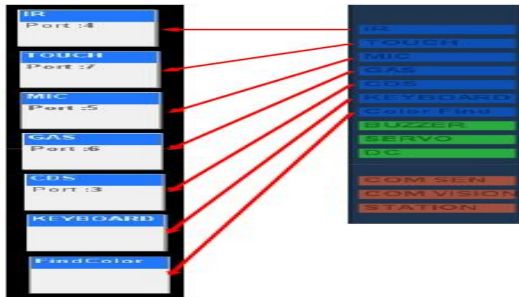 IR
Port :4
TOUCH
Port :7
MIC
Port :5
GAS
Port :6
CDS
Port :3
KEYBOARD
FindColor
IR
TOUCH
MIC
GAS
CDS
KEYBOARD
Color Find
BUZZER
SERVO
DC
COM SEN
COM VISION
STATION